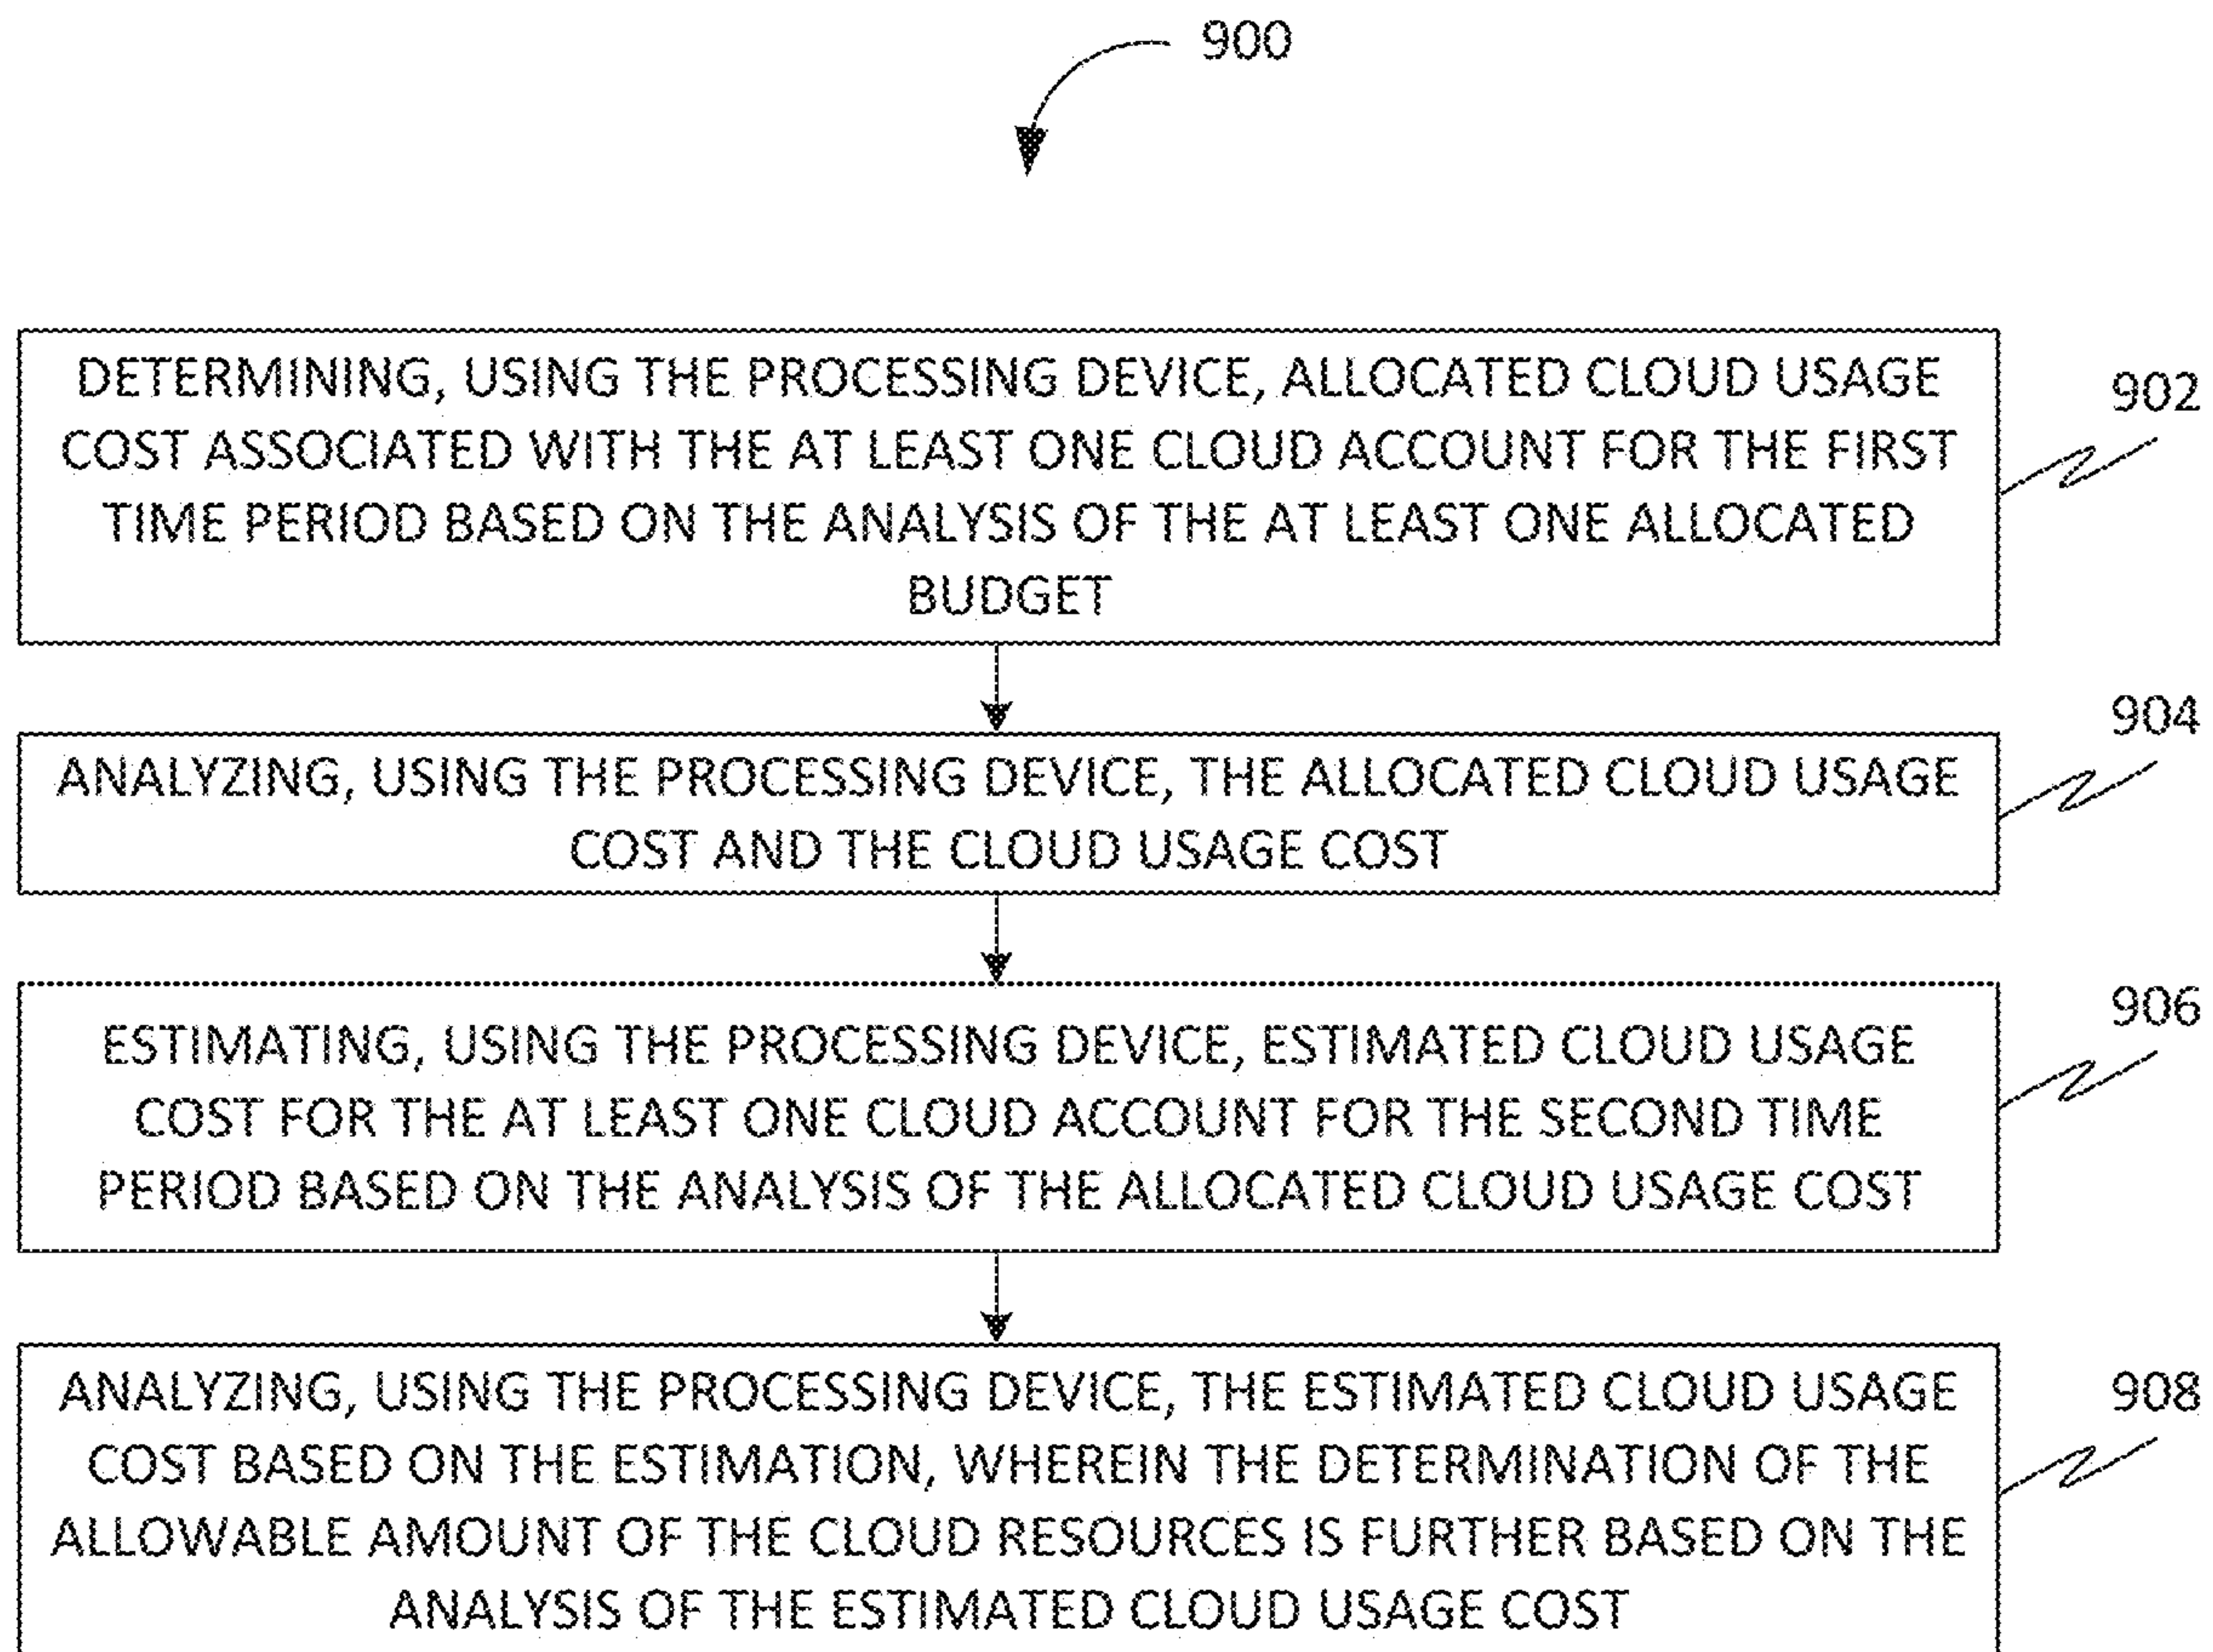 900
DETERMINING, USING THE PROCESSING DEVICE, ALLOCATED CLOUD USAGE
COST ASSOCIATED WITH THE AT LEAST ONE CLOUD ACCOUNT FOR THE FIRST
TIME PERIOD BASED ON THE ANALYSIS OF THE AT LEAST ONE ALLOCATED
BUDGET
902
ANALYZING, USING THE PROCESSING DEVICE, THE ALLOCATED CLOUD USAGE
COST AND THE CLOUD USAGE COST
904
ESTIMATING, USING THE PROCESSING DEVICE, ESTIMATED CLOUD USAGE
COST FOR THE AT LEAST ONE CLOUD ACCOUNT FOR THE SECOND TIME
PERIOD BASED ON THE ANALYSIS OF THE ALLOCATED CLOUD USAGE COST
906
ANALYZING, USING THE PROCESSING DEVICE, THE ESTIMATED CLOUD USAGE
COST BASED ON THE ESTIMATION, WHEREIN THE DETERMINATION OF THE
ALLOWABLE AMOUNT OF THE CLOUD RESOURCES IS FURTHER BASED ON THE
ANALYSIS OF THE ESTIMATED CLOUD USAGE COST
908